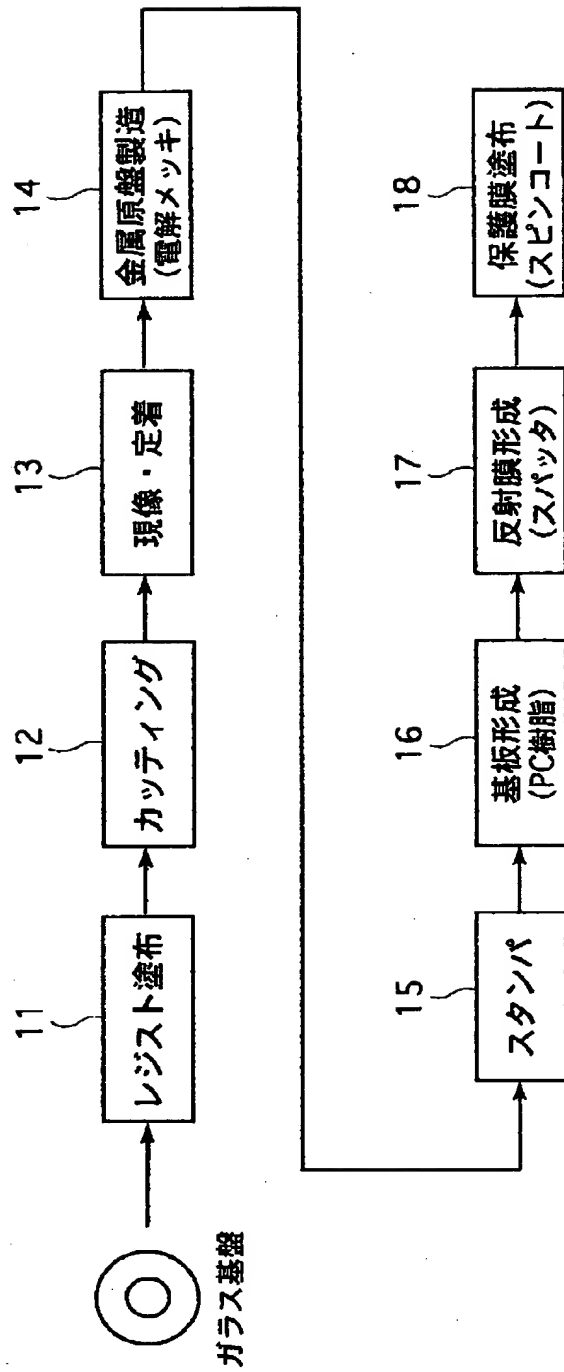 ガラス基盤
11
レジスト塗布
12
カッティング
13
現像・定着
14
金属原盤製造
(電解メッキ)
15
スタンパ
16
基板形成
(PC樹脂)
17
反射膜形成
(スパッタ)
18
保護膜塗布
(スピンコート)